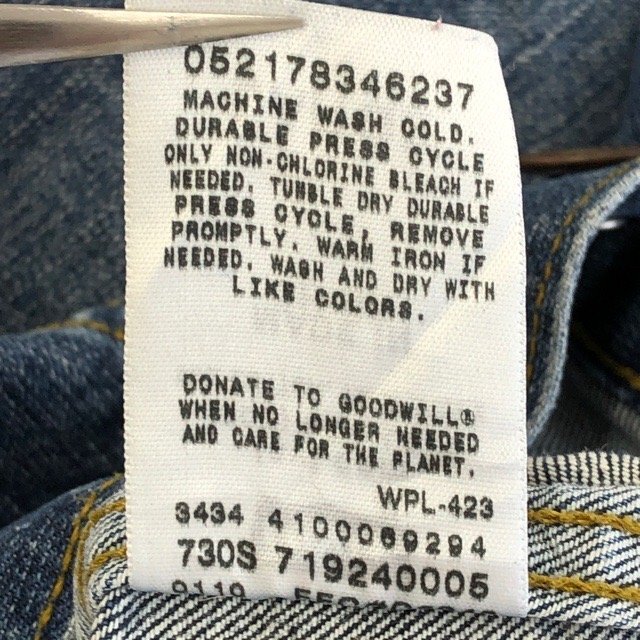 052178346237
MACHINE WASH COLD.
DURABLE PRESS CYCLE
ONLY NON-CHLORINE BLEACH IF
NEEDED. TUMBLE DRY DURABLE
PRESS CYCLE, REMOVE
PROMPTLY. WARM IRON IF
NEEDED. WASH AND DRY WITH
LIKE COLORS.
DONATE TO GOODWILL®
WHEN NO LONGER NEEDED
AND CARE FOR THE PLANET.
WPL-423
3434 4100069294
730S 719240005